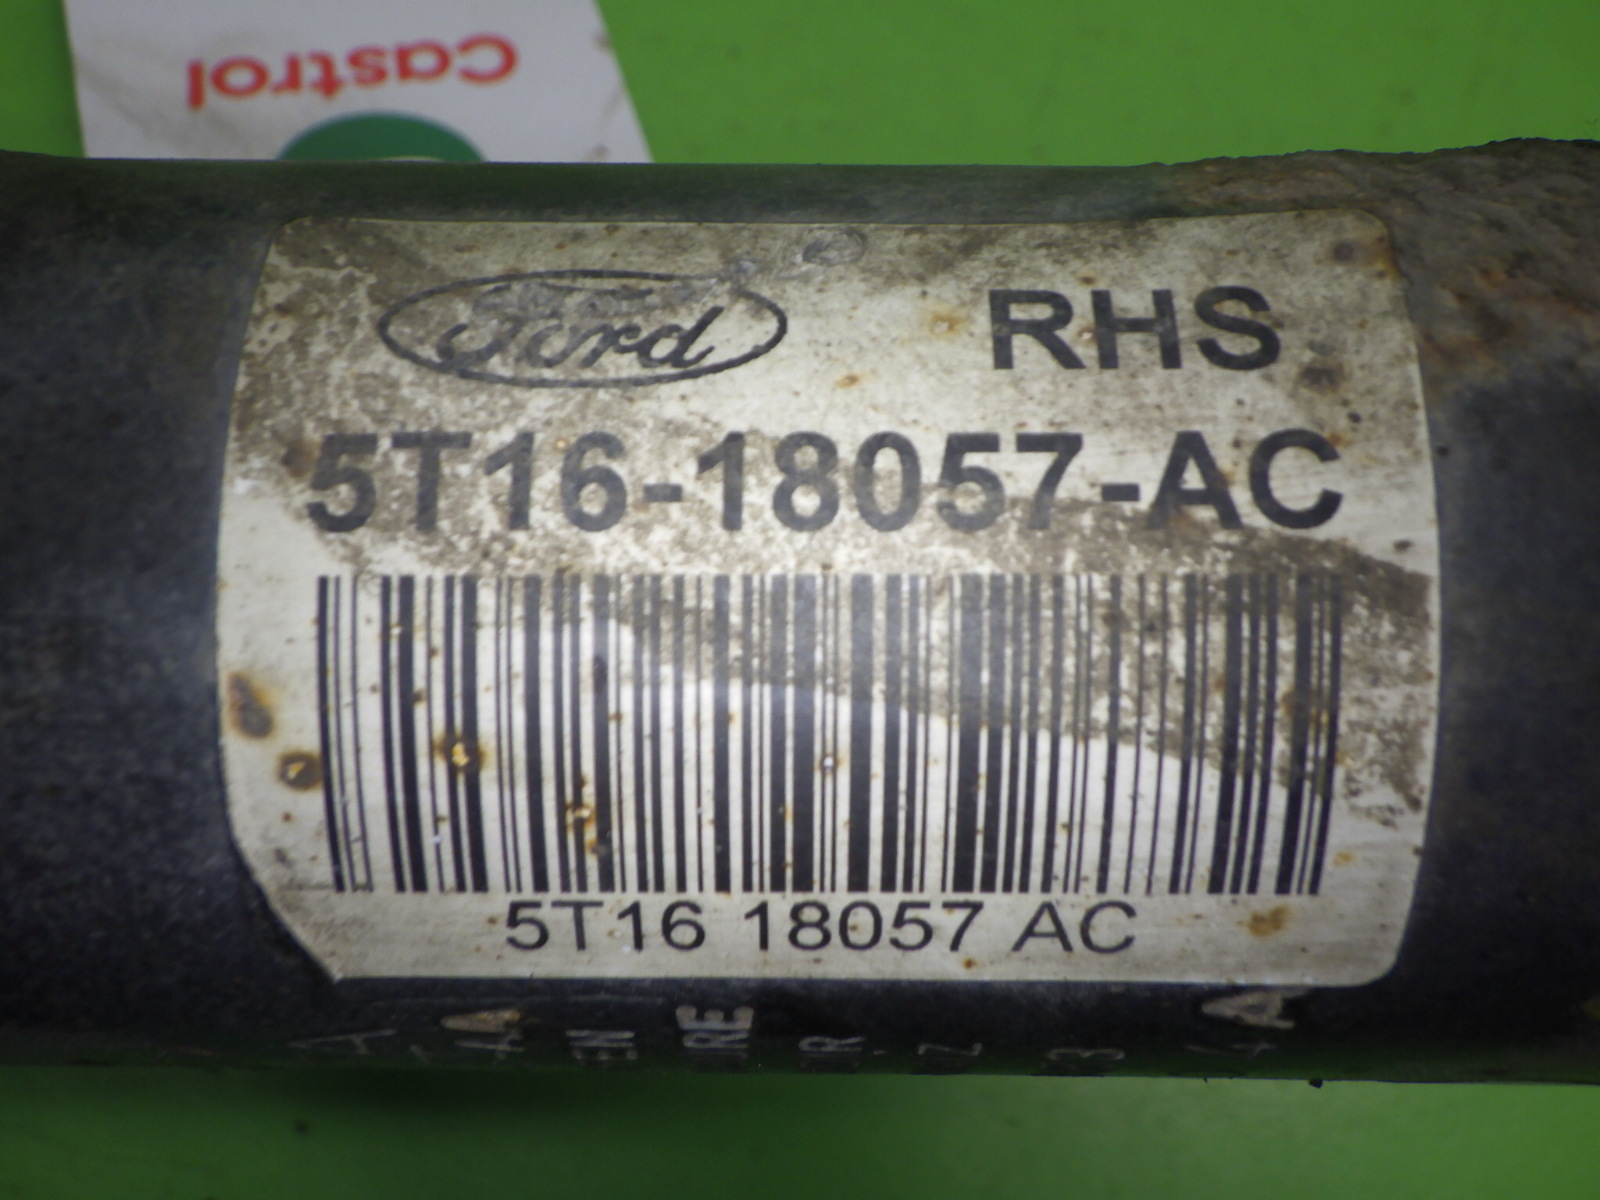 Castrol
Ford RHS
5T16-18057-AC
5T16 18057 AC